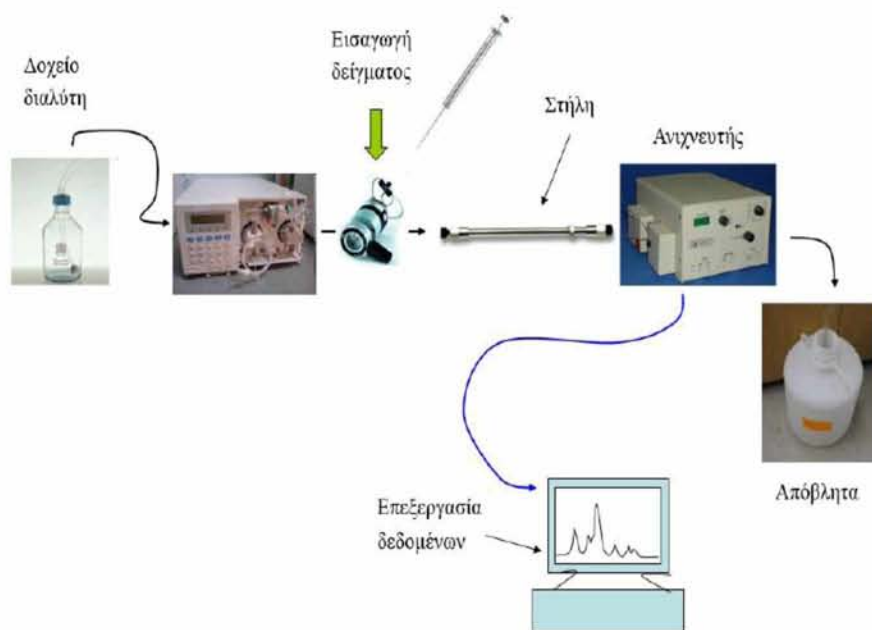 Δοχείο
διαλύτη
Εισαγωγή
δείγματος
Στήλη
Ανιχνευτής
Απόβλητα
Επεξεργασία
δεδομένων